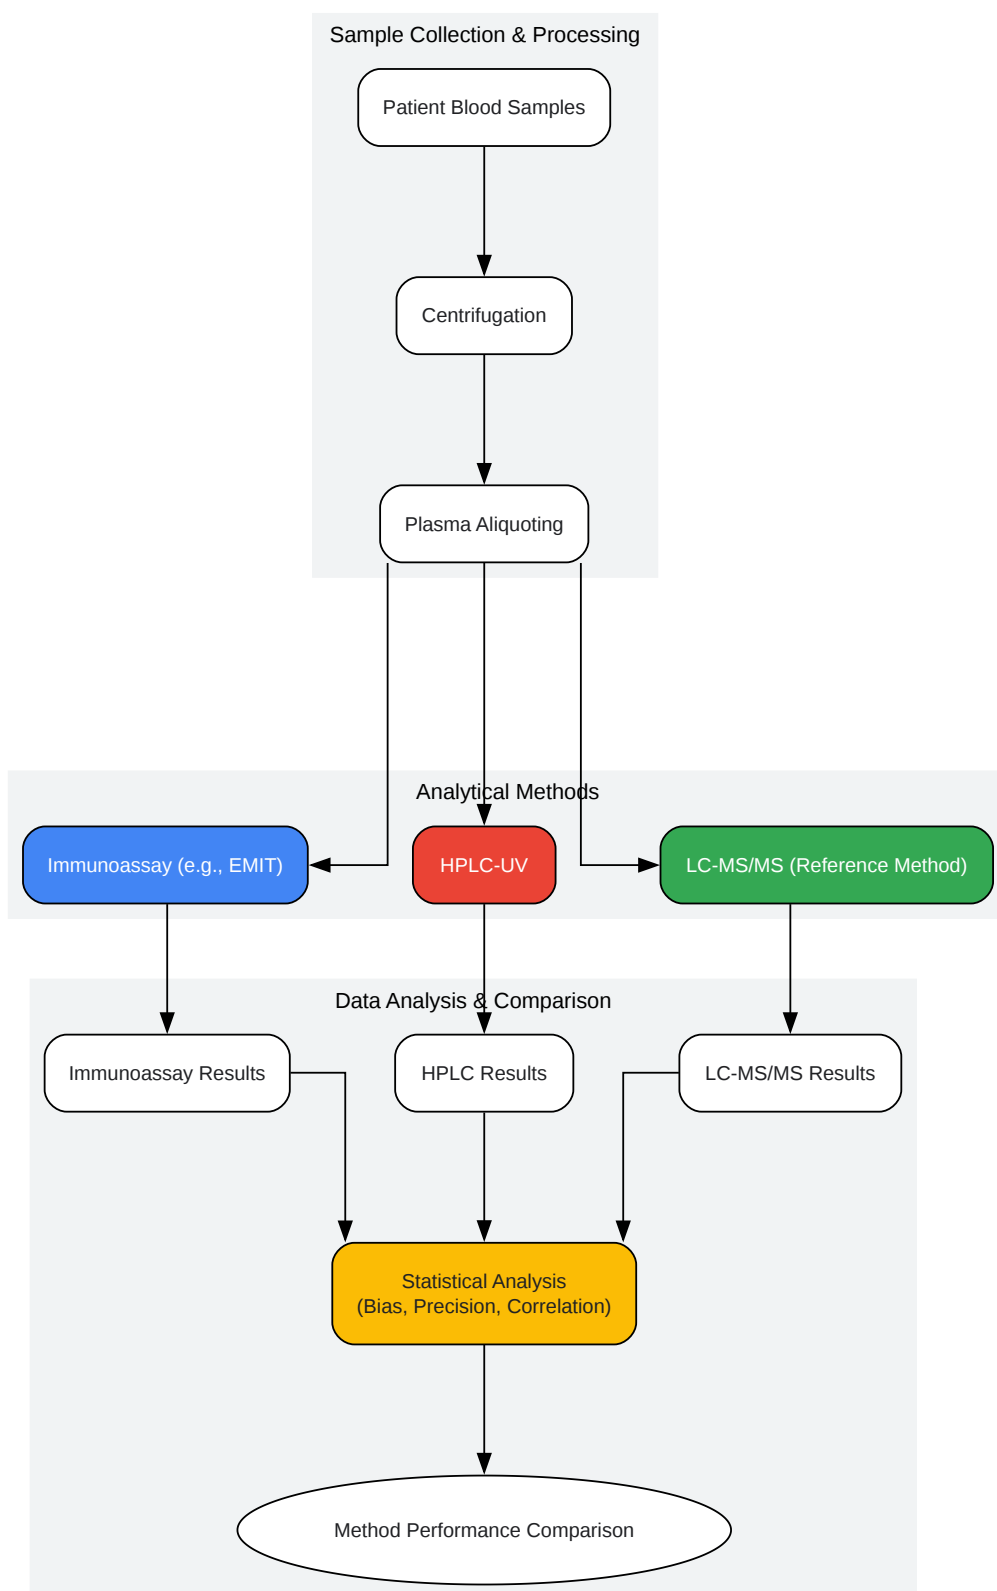 Sample Collection & Processing
Patient Blood Samples
Centrifugation
Plasma Aliquoting
Analytical Methods
Immunoassay (e.g., EMIT)
HPLC-UV
LC-MS/MS (Reference Method)
Data Analysis & Comparison
Immunoassay Results
HPLC Results
LC-MS/MS Results
Statistical Analysis
(Bias, Precision, Correlation)
Method Performance Comparison